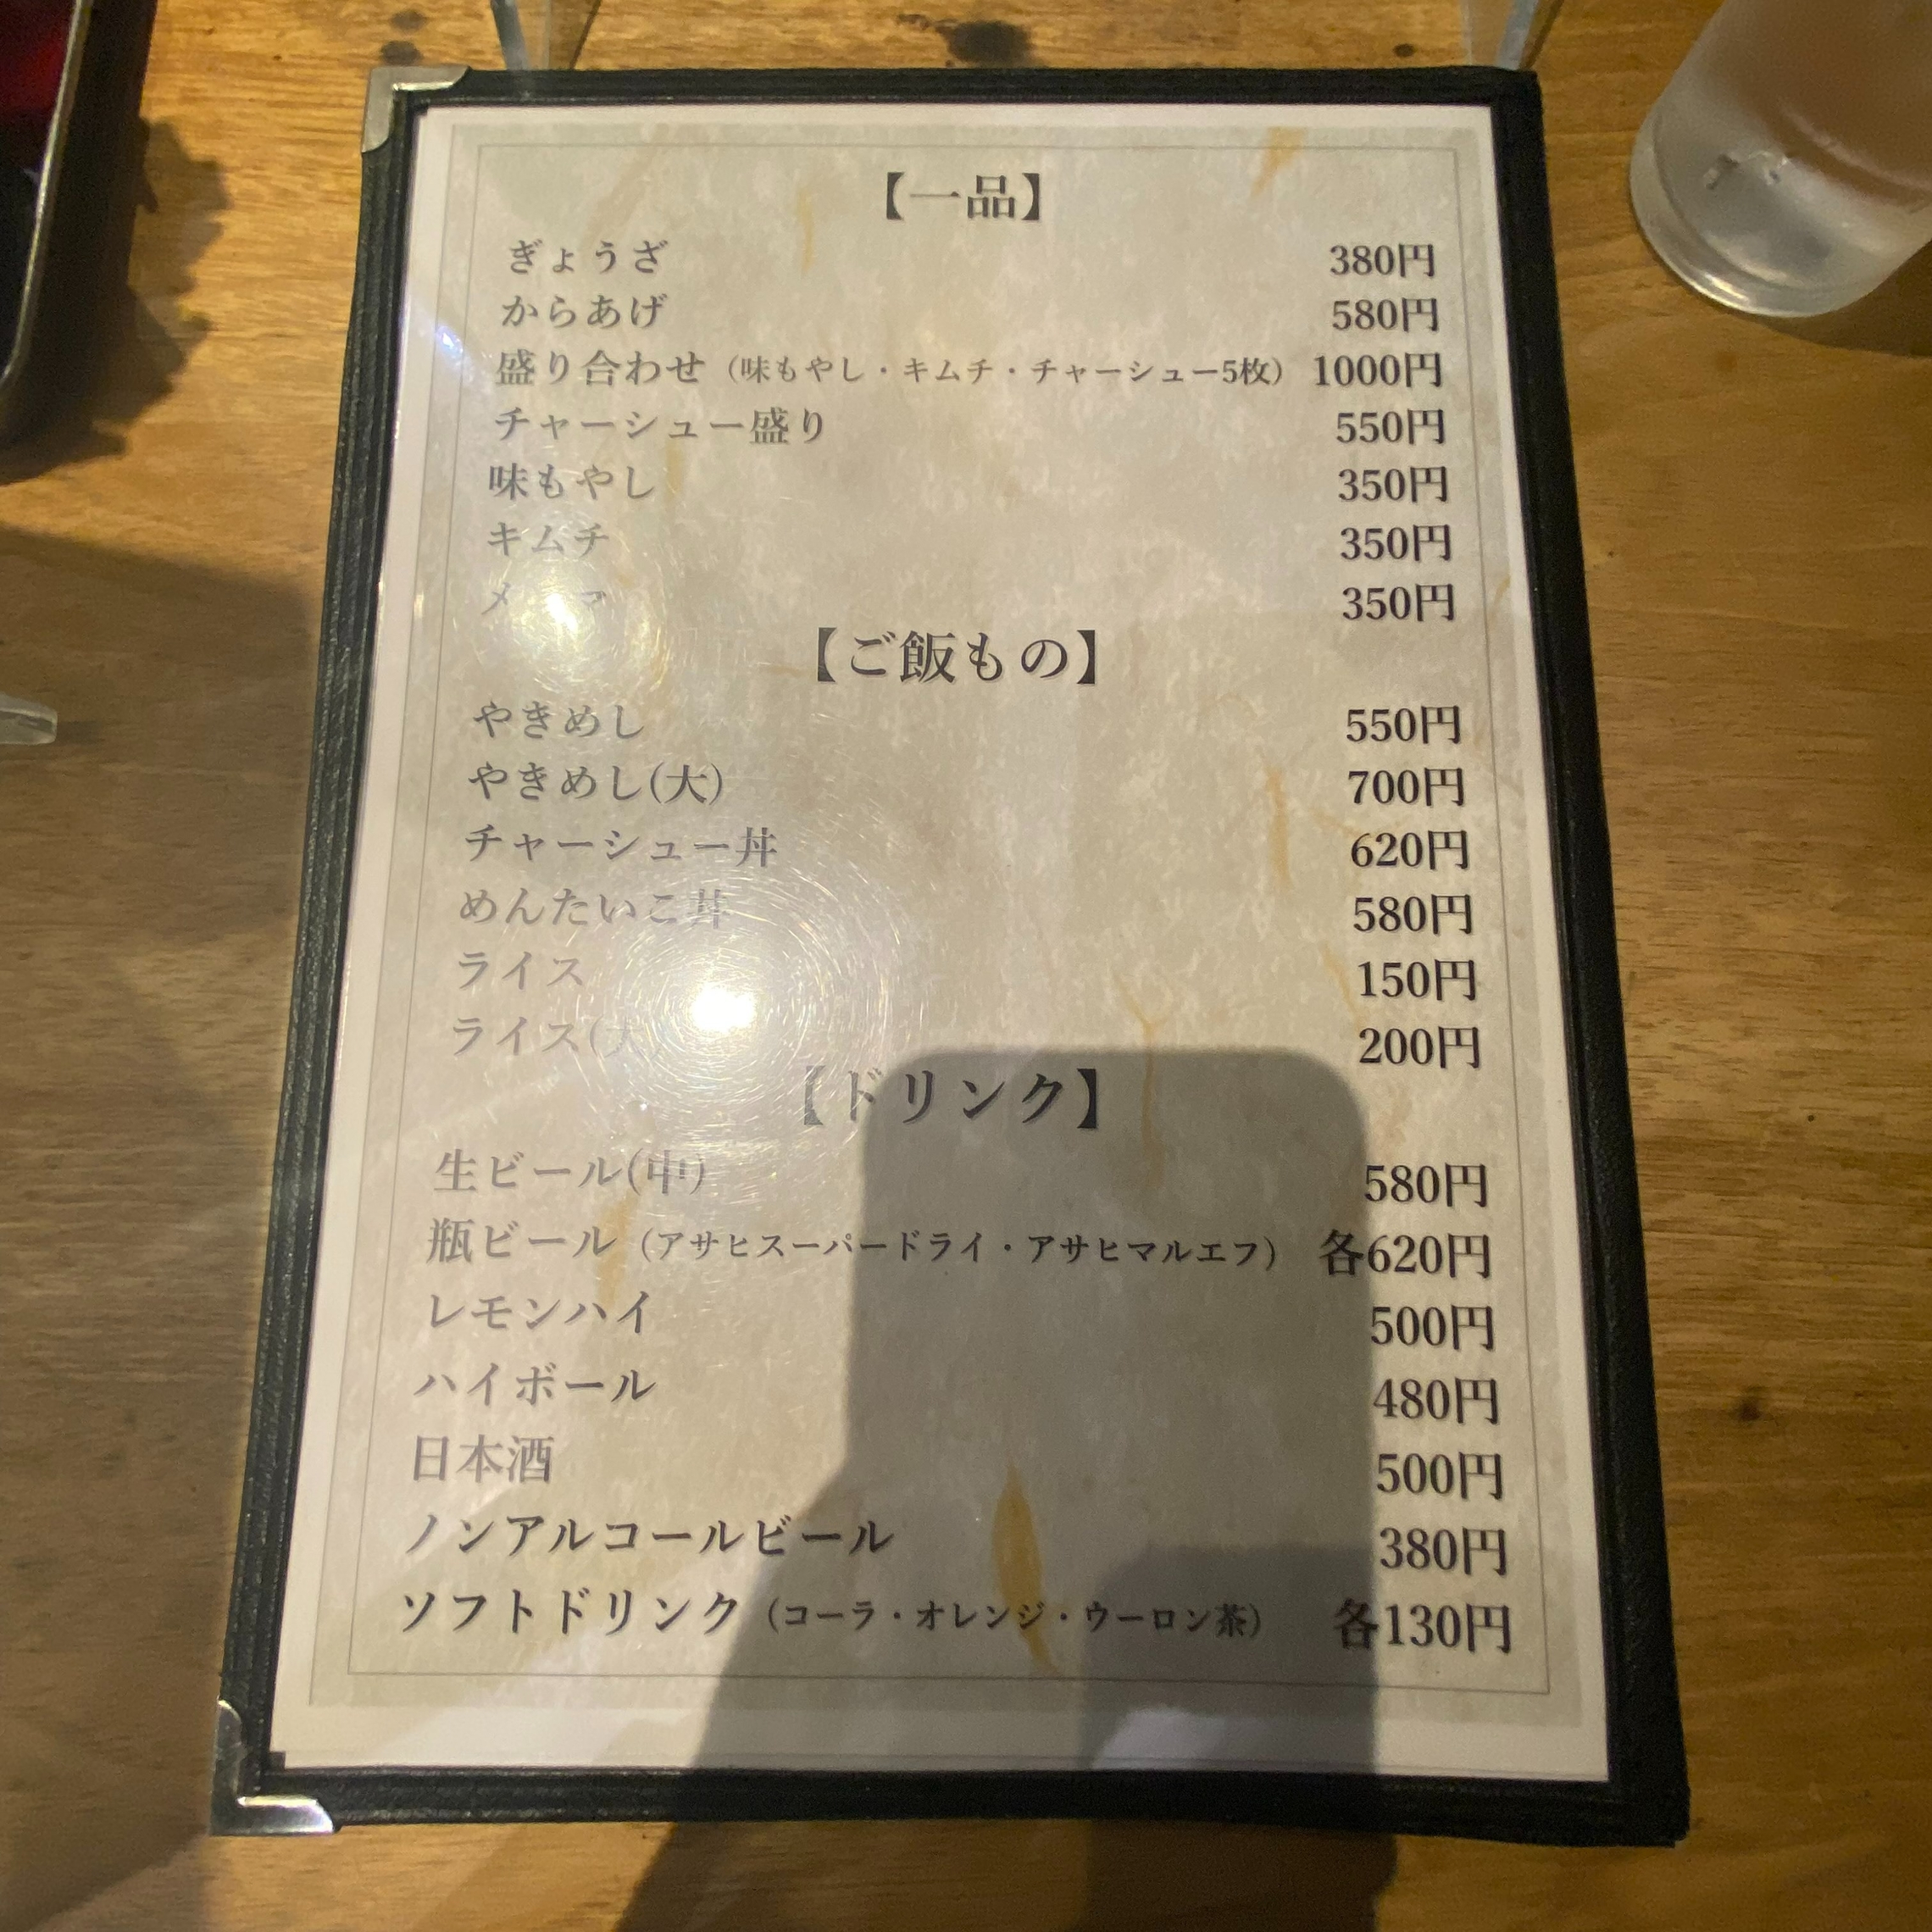 【一品】
ぎょうざ 380円
からあげ 580円
盛り合わせ（味もやし・キムチ・チャーシュー5枚） 1000円
チャーシュー盛り 550円
味もやし 350円
キムチ 350円
350円
【ご飯もの】
やきめし 550円
やきめし(大) 700円
チャーシュー丼 620円
めんたいこ丼 580円
ライス 150円
ライス(大) 200円
【ドリンク】
生ビール(中) 580円
瓶ビール（アサヒスーパードライ・アサヒマルエフ） 各620円
レモンハイ 500円
ハイボール 480円
日本酒 500円
ノンアルコールビール 380円
ソフトドリンク（コーラ・オレンジ・ウーロン茶） 各130円